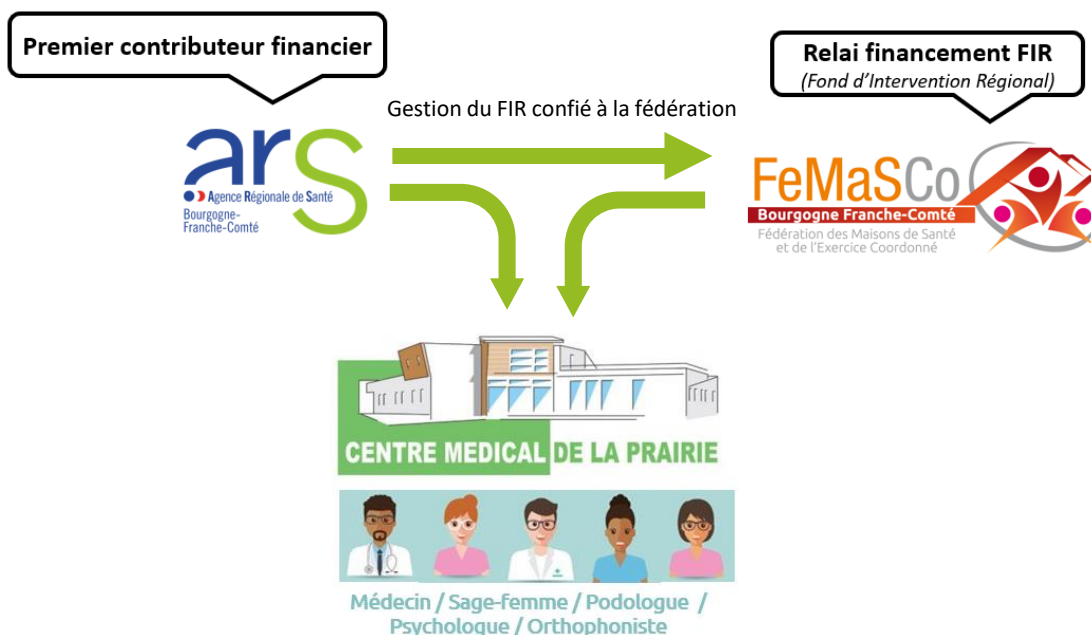 Premier contributeur financier
Relai financement FIR
(Fond d'Intervention Régional)
Gestion du FIR confié à la fédération
ars
Agence Régionale de Santé
Bourgogne-
Franche-Comté
FeMaSCo
Bourgogne Franche-Comté
Fédération des Maisons de Santé
et de l'Exercice Coordonné
CENTRE MEDICAL DE LA PRAIRIE
Médecin / Sage-femme / Podologue /
Psychologue / Orthophoniste